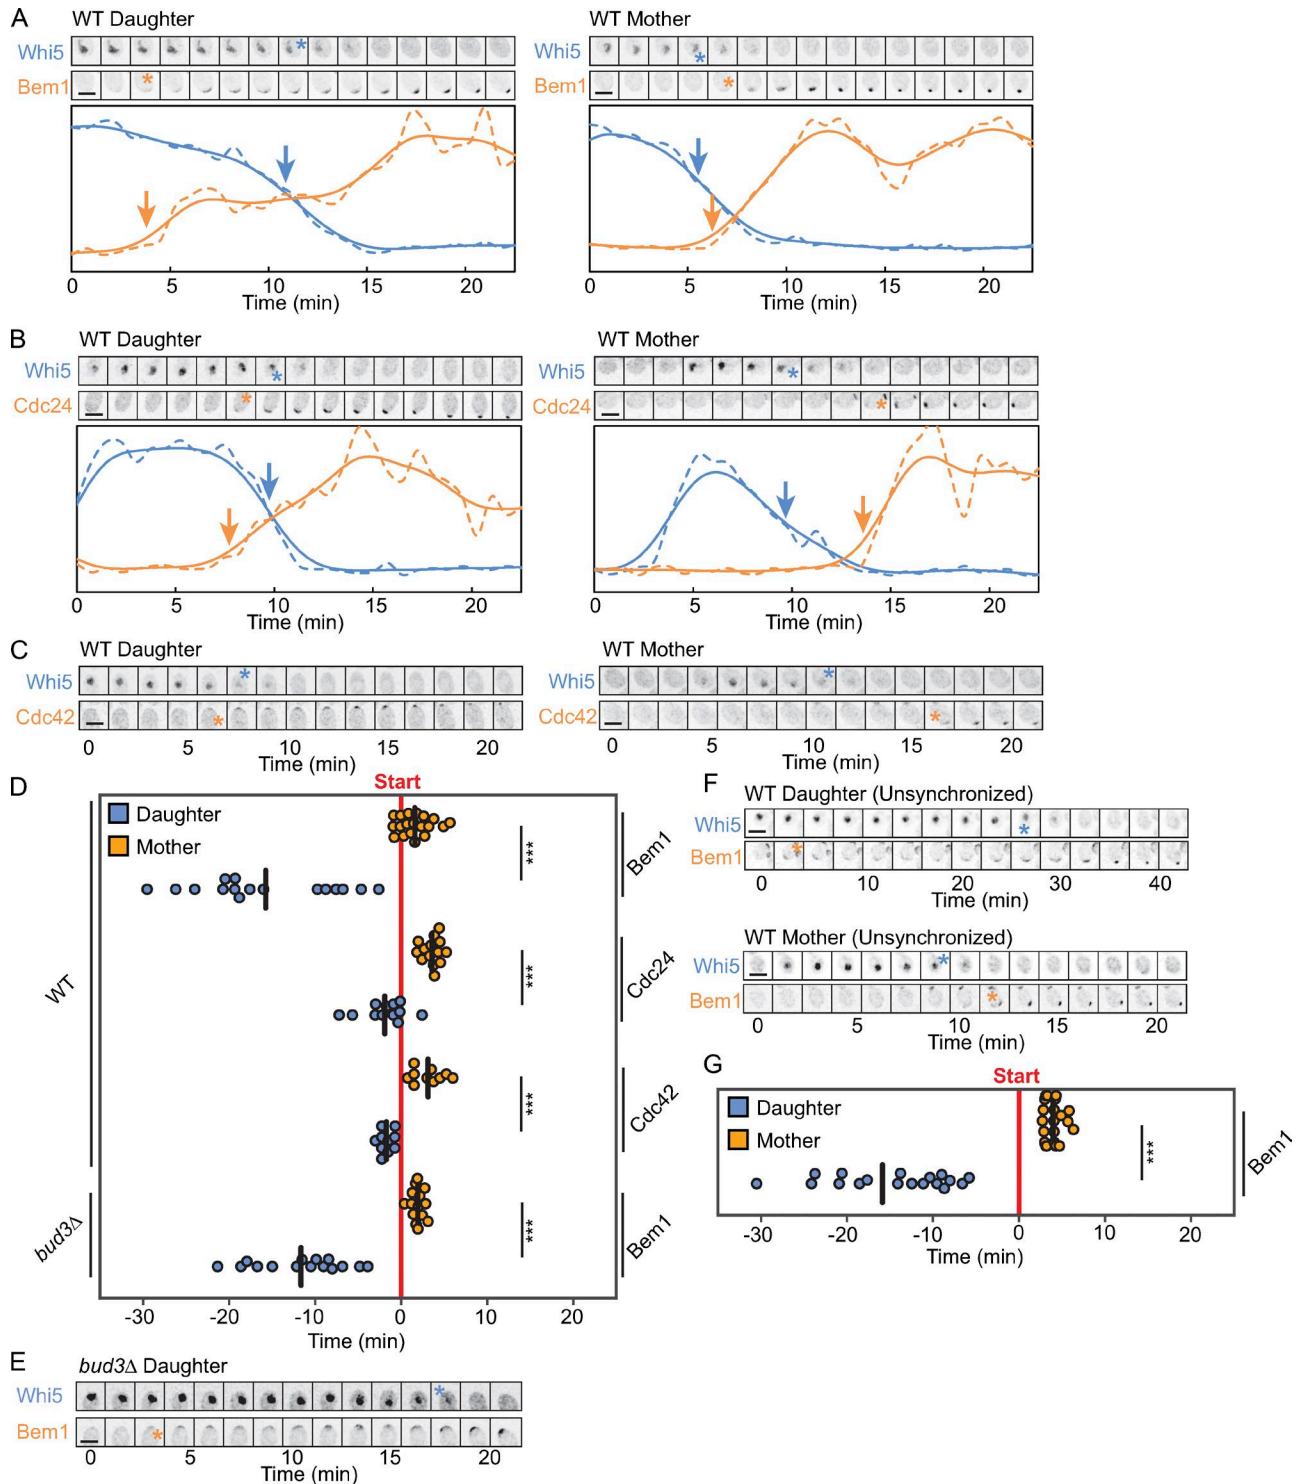 A
WT Daughter
Whi5
*
Bem1
*
0 5 10 15 20
Time (min)
WT Mother
Whi5
*
Bem1
*
0 5 10 15 20
Time (min)
B
WT Daughter
Whi5
*
Cdc24
*
0 5 10 15 20
Time (min)
WT Mother
Whi5
*
Cdc24
*
0 5 10 15 20
Time (min)
C
WT Daughter
Whi5
*
Cdc42
*
0 5 10 15 20
Time (min)
WT Mother
Whi5
*
Cdc42
*
0 5 10 15 20
Time (min)
D
Start
Daughter
Mother
WT
bud3Δ
***
Bem1
***
Cdc24
***
Cdc42
***
Bem1
-30 -20 -10 0 10 20
Time (min)
E
bud3Δ Daughter
Whi5
*
Bem1
*
0 5 10 15 20
Time (min)
F
WT Daughter (Unsynchronized)
Whi5
*
Bem1
*
0 10 20 30 40
Time (min)
WT Mother (Unsynchronized)
Whi5
*
Bem1
*
0 5 10 15 20
Time (min)
G
Start
Daughter
Mother
***
Bem1
-30 -20 -10 0 10 20
Time (min)